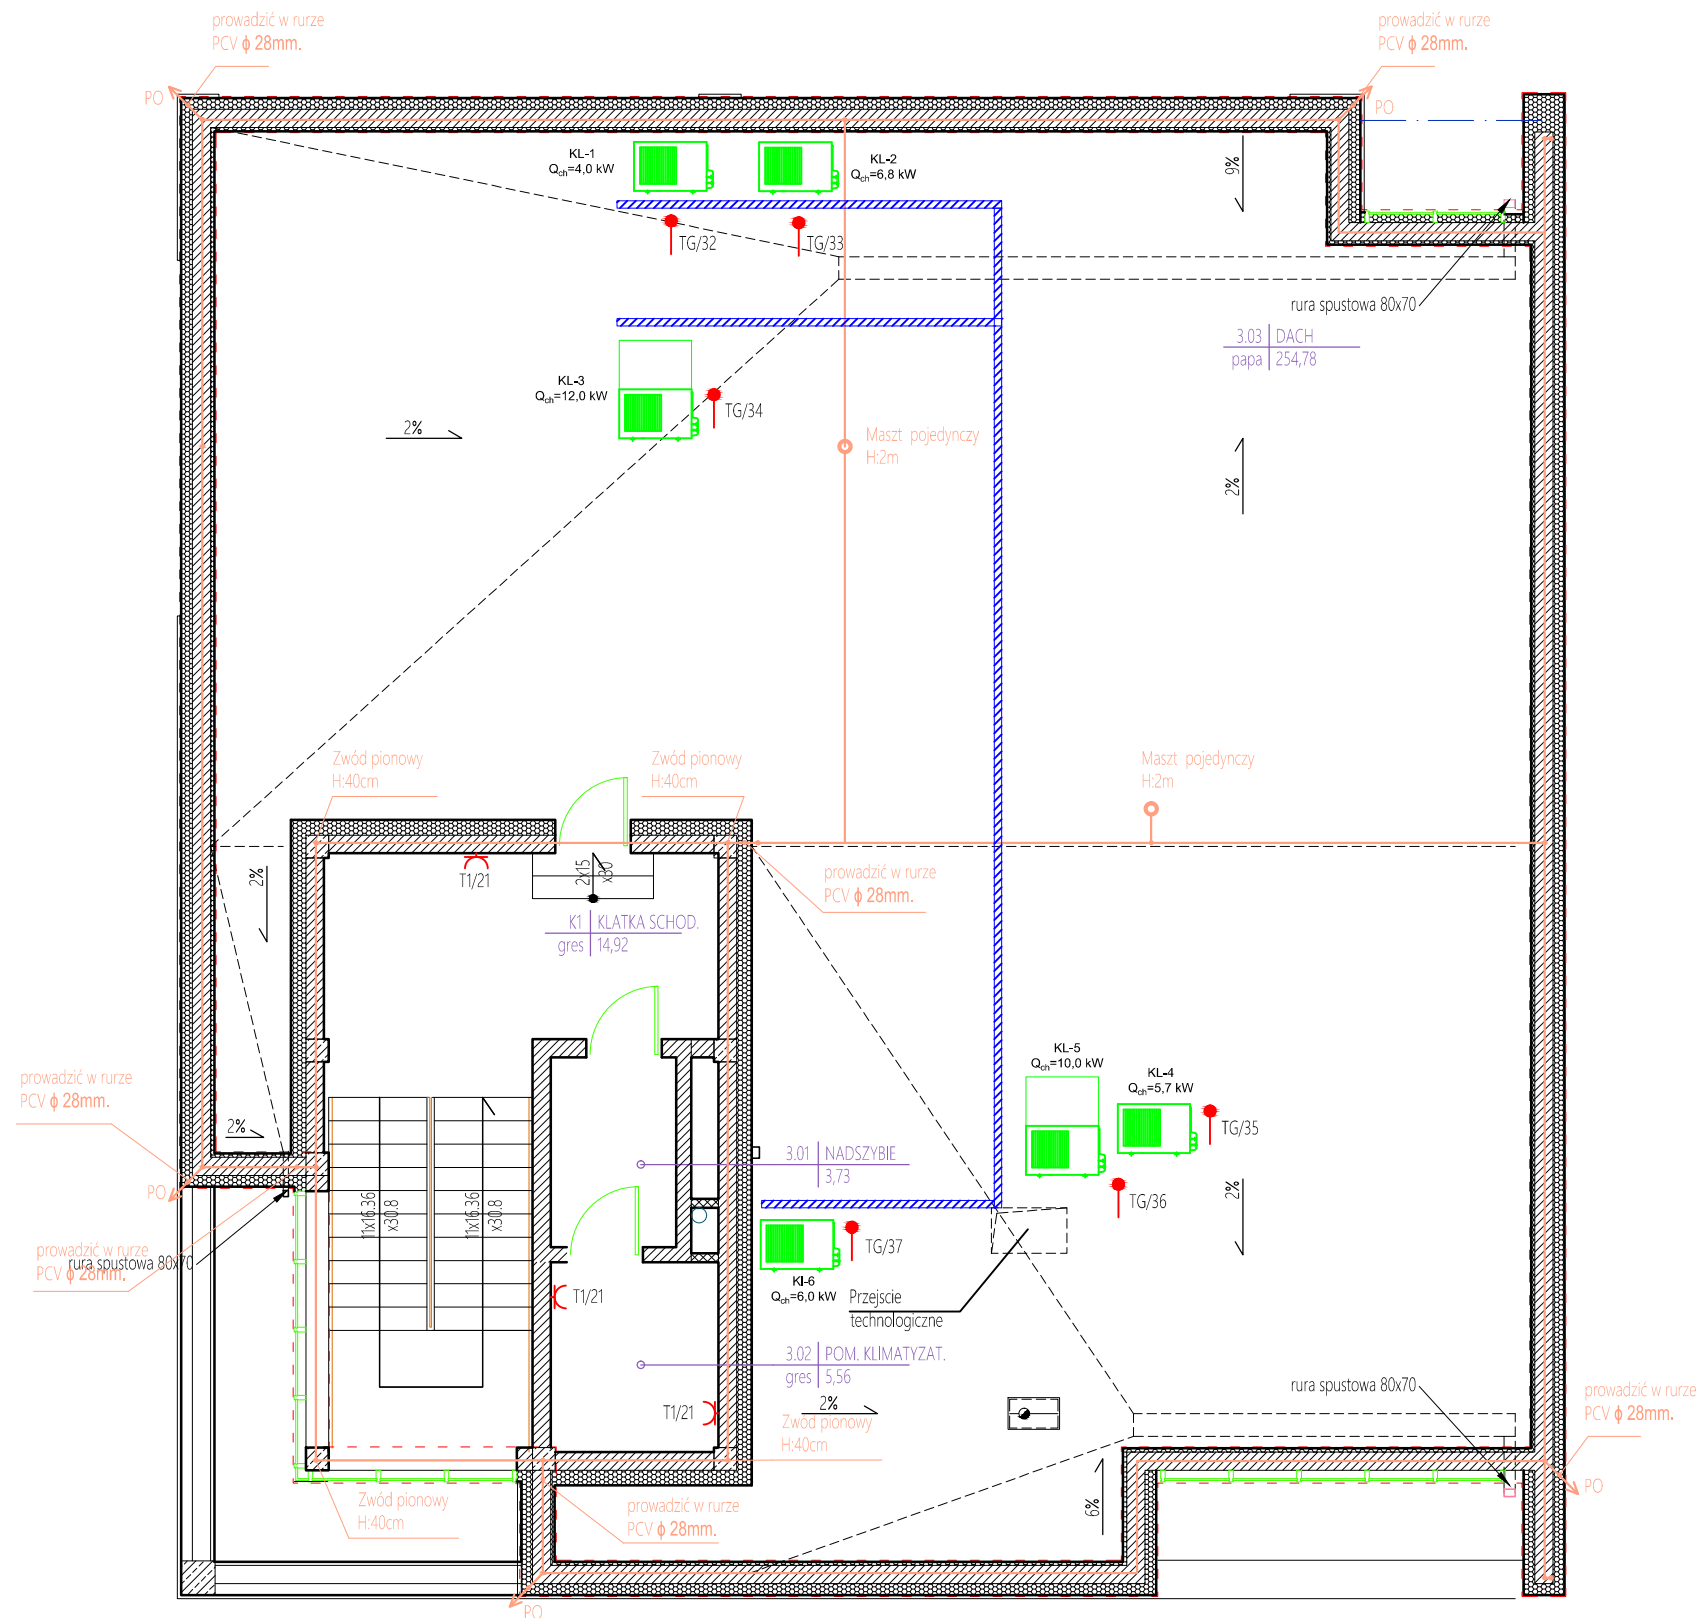 prowadzić w rurze
PCV ϕ 28mm.
prowadzić w rurze
PCV ϕ 28mm.
PO
PO
KL-1
Qch=4,0 kW
KL-2
Qch=6,8 kW
9%
TG/32
TG/33
rura spustowa 80x70
3.03 DACH
papa 254,78
KL-3
Qch=12,0 kW
TG/34
2%
Maszt pojedynczy
H:2m
2%
Zwód pionowy
H:40cm
Zwód pionowy
H:40cm
Maszt pojedynczy
H:2m
2%
T1/21
2x15
x30
prowadzić w rurze
PCV ϕ 28mm.
K1 KLATKA SCHOD.
gres 14,92
KL-5
Qch=10,0 kW
KL-4
Qch=5,7 kW
prowadzić w rurze
PCV ϕ 28mm.
2%
TG/35
3.01 NADSZYBIE
3,73
PO
11x16.36
x30.8
11x16.36
x30.8
TG/36
2%
prowadzić w rurze
PCV ϕ 28mm.
rura spustowa 80x70
TG/37
KI-6
Qch=6,0 kW
T1/21
Przejscie
technologiczne
3.02 POM. KLIMATYZAT.
gres 5,56
rura spustowa 80x70
prowadzić w rurze
PCV ϕ 28mm.
2%
T1/21
Zwód pionowy
H:40cm
Zwód pionowy
H:40cm
prowadzić w rurze
PCV ϕ 28mm.
6%
PO
PO